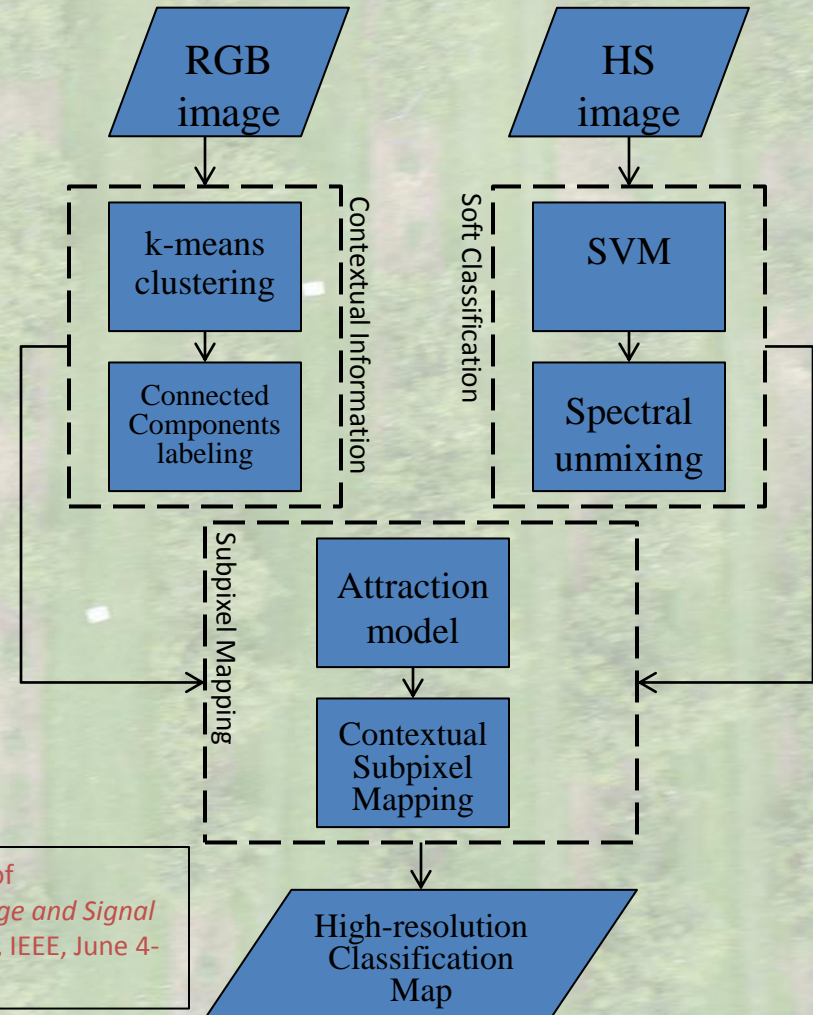 RGB
image
HS
image
Contextual Information
k-means
clustering
Connected
Components
labeling
Soft Classification
SVM
Spectral
unmixing
Subpixel Mapping
Attraction
model
Contextual
Subpixel
Mapping
High-resolution
Classification
Map
of
ge and Signal
, IEEE, June 4-